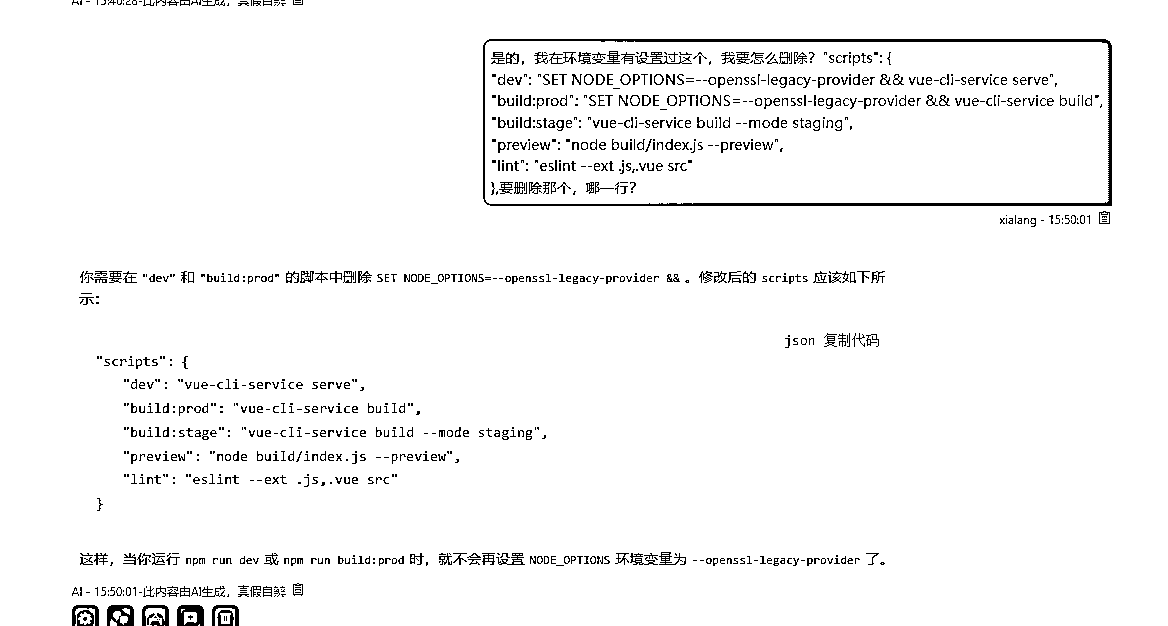 AI - 15:40:28-此内容由AI生成，真假自辩
是的，我在环境变量有设置过这个，我要怎么删除？"scripts": {
"dev": "SET NODE_OPTIONS=--openssl-legacy-provider && vue-cli-service serve",
"build:prod": "SET NODE_OPTIONS=--openssl-legacy-provider && vue-cli-service build",
"build:stage": "vue-cli-service build --mode staging",
"preview": "node build/index.js --preview",
"lint": "eslint --ext .js,.vue src"
},要删除那个，哪一行？
xialang - 15:50:01
你需要在 "dev" 和 "build:prod" 的脚本中删除 SET NODE_OPTIONS=--openssl-legacy-provider && 。修改后的 scripts 应该如下所
示：
json 复制代码
"scripts": {
"dev": "vue-cli-service serve",
"build:prod": "vue-cli-service build",
"build:stage": "vue-cli-service build --mode staging",
"preview": "node build/index.js --preview",
"lint": "eslint --ext .js,.vue src"
}
这样，当你运行 npm run dev 或 npm run build:prod 时，就不会再设置 NODE_OPTIONS 环境变量为 --openssl-legacy-provider 了。
AI - 15:50:01-此内容由AI生成，真假自辩